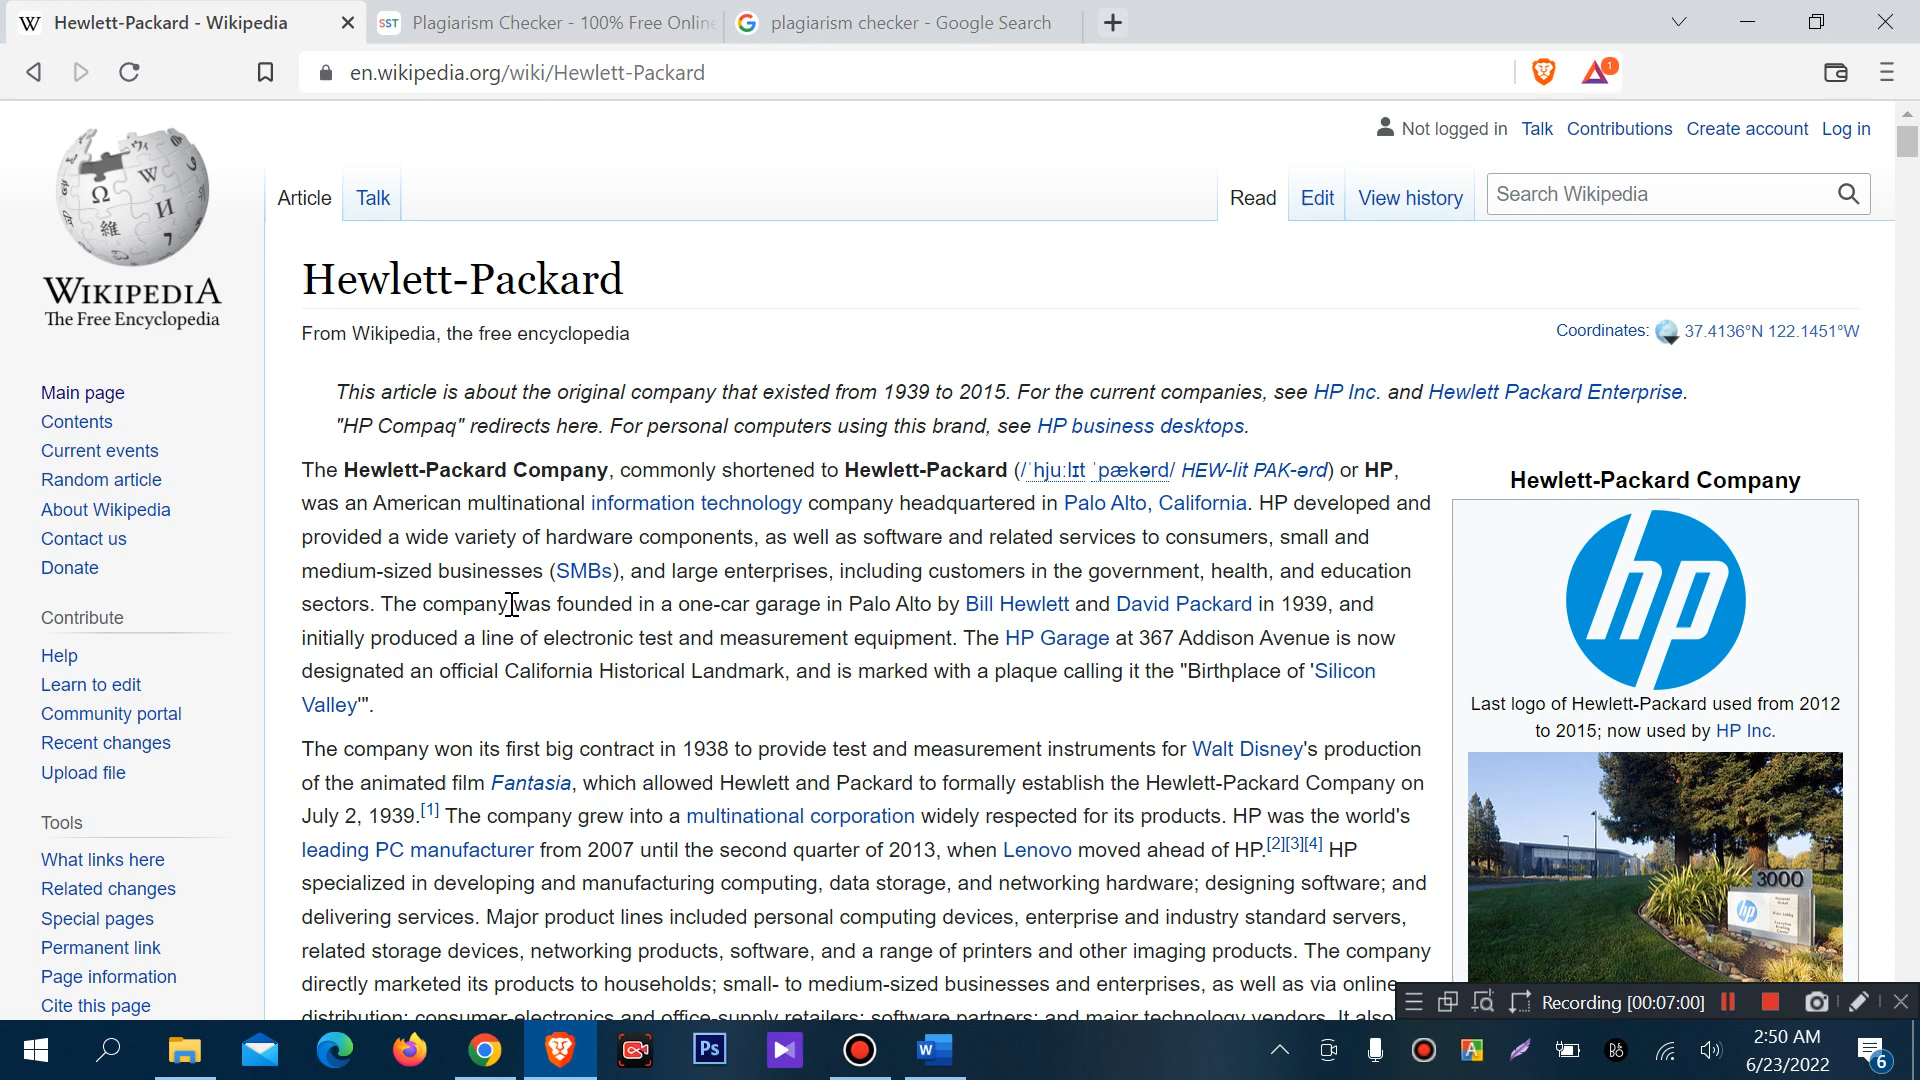 Hewlett-Packard - Wikipedia
SST Plagiarism Checker - 100% Free Online
plagiarism checker - Google Search
en.wikipedia.org/wiki/Hewlett-Packard
1
Not logged in Talk Contributions Create account Log in
Article Talk
Read Edit View history
Search Wikipedia
WIKIPEDIA
The Free Encyclopedia
Main page
Contents
Current events
Random article
About Wikipedia
Contact us
Donate
Contribute
Help
Learn to edit
Community portal
Recent changes
Upload file
Tools
What links here
Related changes
Special pages
Permanent link
Page information
Cite this page
Hewlett-Packard
From Wikipedia, the free encyclopedia
Coordinates: 37.4136°N 122.1451°W
This article is about the original company that existed from 1939 to 2015. For the current companies, see HP Inc. and Hewlett Packard Enterprise.
"HP Compaq" redirects here. For personal computers using this brand, see HP business desktops.
The Hewlett-Packard Company, commonly shortened to Hewlett-Packard (/ˈhjuːlɪt ˈpækərd/ HEW-lit PAK-ərd) or HP,
was an American multinational information technology company headquartered in Palo Alto, California. HP developed and
provided a wide variety of hardware components, as well as software and related services to consumers, small and
medium-sized businesses (SMBs), and large enterprises, including customers in the government, health, and education
sectors. The company was founded in a one-car garage in Palo Alto by Bill Hewlett and David Packard in 1939, and
initially produced a line of electronic test and measurement equipment. The HP Garage at 367 Addison Avenue is now
designated an official California Historical Landmark, and is marked with a plaque calling it the "Birthplace of 'Silicon
Valley'".
The company won its first big contract in 1938 to provide test and measurement instruments for Walt Disney's production
of the animated film Fantasia, which allowed Hewlett and Packard to formally establish the Hewlett-Packard Company on
July 2, 1939.[1] The company grew into a multinational corporation widely respected for its products. HP was the world's
leading PC manufacturer from 2007 until the second quarter of 2013, when Lenovo moved ahead of HP.[2][3][4] HP
specialized in developing and manufacturing computing, data storage, and networking hardware; designing software; and
delivering services. Major product lines included personal computing devices, enterprise and industry standard servers,
related storage devices, networking products, software, and a range of printers and other imaging products. The company
directly marketed its products to households; small- to medium-sized businesses and enterprises, as well as via online
distribution; consumer-electronics and office-supply retailers; software partners; and major technology vendors. It also
Hewlett-Packard Company
hp
Last logo of Hewlett-Packard used from 2012
to 2015; now used by HP Inc.
3000
hp
Recording [00:07:00]
Ps
2:50 AM
6/23/2022
6